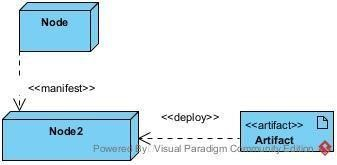 Node
<<manifest>>
<<deploy>>
<<artifact>>
Node2
Artifact
Powered By: Visual Paradigm Community Edition